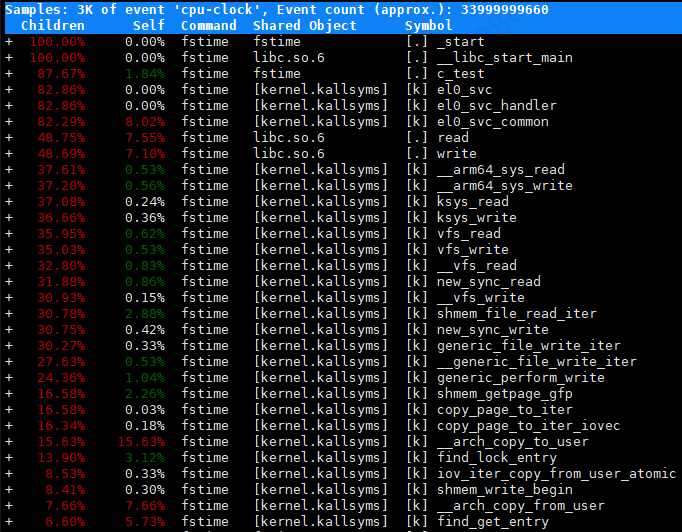 Samples: 3K of event 'cpu-clock', Event count (approx.): 33999999660
Children Self Command Shared Object Symbol
+ 100.00% 0.00% fstime fstime [.] _start
+ 100.00% 0.00% fstime libc.so.6 [.] __libc_start_main
+ 87.67% 1.84% fstime fstime [.] c_test
+ 82.86% 0.00% fstime [kernel.kallsyms] [k] el0_svc
+ 82.86% 0.00% fstime [kernel.kallsyms] [k] el0_svc_handler
+ 82.29% 8.02% fstime [kernel.kallsyms] [k] el0_svc_common
+ 48.75% 7.55% fstime libc.so.6 [.] read
+ 48.69% 7.10% fstime libc.so.6 [.] write
+ 37.61% 0.53% fstime [kernel.kallsyms] [k] __arm64_sys_read
+ 37.20% 0.56% fstime [kernel.kallsyms] [k] __arm64_sys_write
+ 37.08% 0.24% fstime [kernel.kallsyms] [k] ksys_read
+ 36.66% 0.36% fstime [kernel.kallsyms] [k] ksys_write
+ 35.95% 0.62% fstime [kernel.kallsyms] [k] vfs_read
+ 35.03% 0.53% fstime [kernel.kallsyms] [k] vfs_write
+ 32.80% 0.83% fstime [kernel.kallsyms] [k] __vfs_read
+ 31.88% 0.86% fstime [kernel.kallsyms] [k] new_sync_read
+ 30.93% 0.15% fstime [kernel.kallsyms] [k] __vfs_write
+ 30.78% 2.88% fstime [kernel.kallsyms] [k] shmem_file_read_iter
+ 30.75% 0.42% fstime [kernel.kallsyms] [k] new_sync_write
+ 30.27% 0.33% fstime [kernel.kallsyms] [k] generic_file_write_iter
+ 27.63% 0.53% fstime [kernel.kallsyms] [k] __generic_file_write_iter
+ 24.36% 1.04% fstime [kernel.kallsyms] [k] generic_perform_write
+ 16.58% 2.26% fstime [kernel.kallsyms] [k] shmem_getpage_gfp
+ 16.58% 0.03% fstime [kernel.kallsyms] [k] copy_page_to_iter
+ 16.34% 0.18% fstime [kernel.kallsyms] [k] copy_page_to_iter_iovec
+ 15.63% 15.63% fstime [kernel.kallsyms] [k] __arch_copy_to_user
+ 13.90% 3.12% fstime [kernel.kallsyms] [k] find_lock_entry
+ 8.53% 0.33% fstime [kernel.kallsyms] [k] iov_iter_copy_from_user_atomic
+ 8.41% 0.30% fstime [kernel.kallsyms] [k] shmem_write_begin
+ 7.66% 7.66% fstime [kernel.kallsyms] [k] __arch_copy_from_user
+ 6.60% 5.73% fstime [kernel.kallsyms] [k] find_get_entry